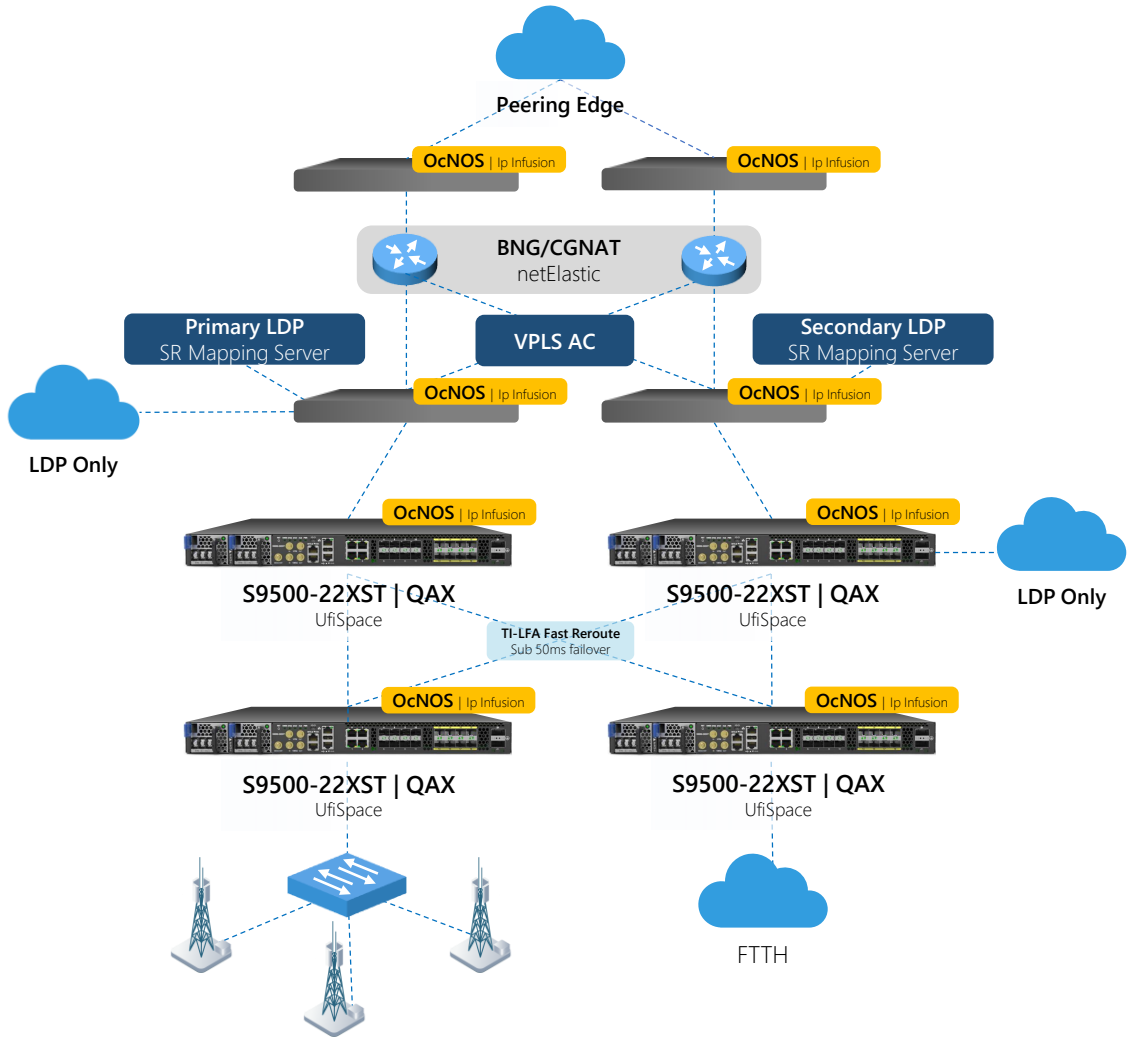 Peering Edge
OcNOS | Ip Infusion
OcNOS | Ip Infusion
BNG/CGNAT
netElastic
Primary LDP
SR Mapping Server
VPLS AC
Secondary LDP
SR Mapping Server
OcNOS | Ip Infusion
OcNOS | Ip Infusion
LDP Only
OcNOS | Ip Infusion
OcNOS | Ip Infusion
S9500-22XST | QAX
UfiSpace
S9500-22XST | QAX
UfiSpace
LDP Only
TI-LFA Fast Reroute
Sub 50ms failover
OcNOS | Ip Infusion
OcNOS | Ip Infusion
S9500-22XST | QAX
UfiSpace
S9500-22XST | QAX
UfiSpace
FTTH